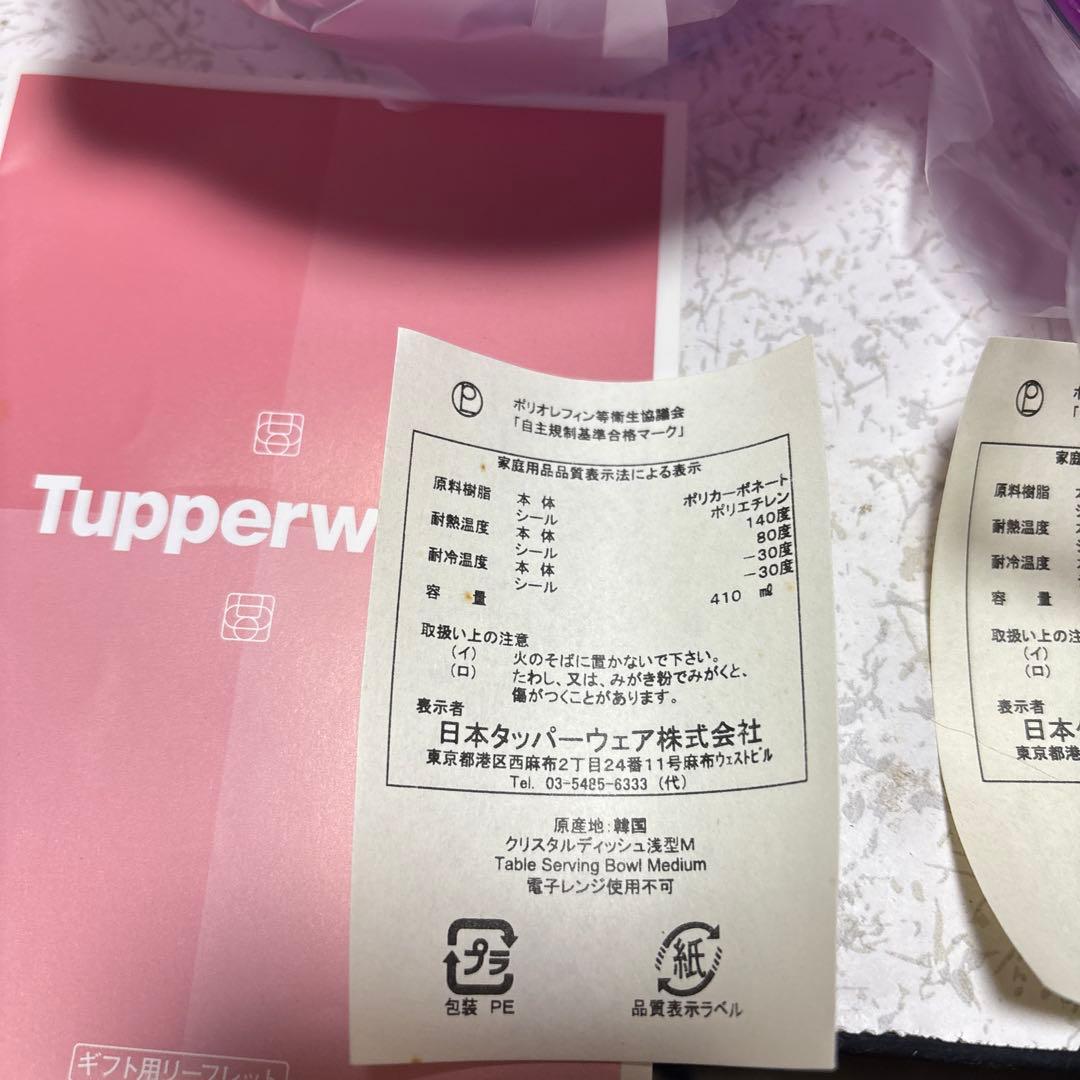 Tupperw
ギフト用リーフレット
ポリオレフィン等衛生協議会
「自主規制基準合格マーク」
家庭用品品質表示法による表示
原料樹脂 本体 ポリカーボネート
シール ポリエチレン
耐熱温度 本体 140度
シール 80度
耐冷温度 本体 −30度
シール −30度
容量 410 ㎖
取扱い上の注意
(イ) 火のそばに置かないで下さい。
(ロ) たわし、又は、みがき粉でみがくと、
傷がつくことがあります。
表示者
日本タッパーウェア株式会社
東京都港区西麻布2丁目24番11号麻布ウェストビル
Tel. 03-5485-6333 (代)
原産地:韓国
クリスタルディッシュ浅型M
Table Serving Bowl Medium
電子レンジ使用不可
プラ
包装 PE
紙
品質表示ラベル
家庭
原料樹脂
耐熱温度
耐冷温度
容量
取扱い上の注
(イ)
(ロ)
表示者
日本
東京都港